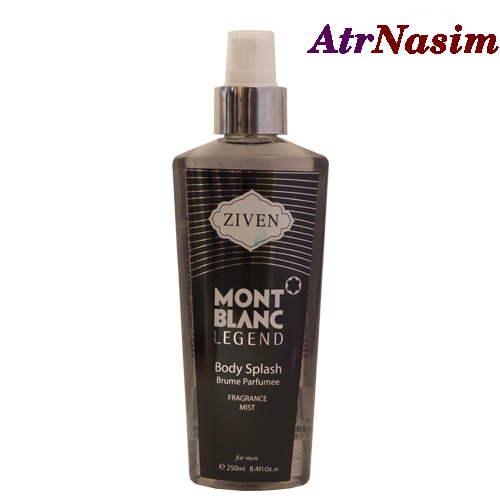 AtrNasim
ZIVEN
MONT
BLANC
LEGEND
Body Splash
Brume Parfumee
FRAGRANCE
MIST
for men
250ml. 8.4Fl.Oz.